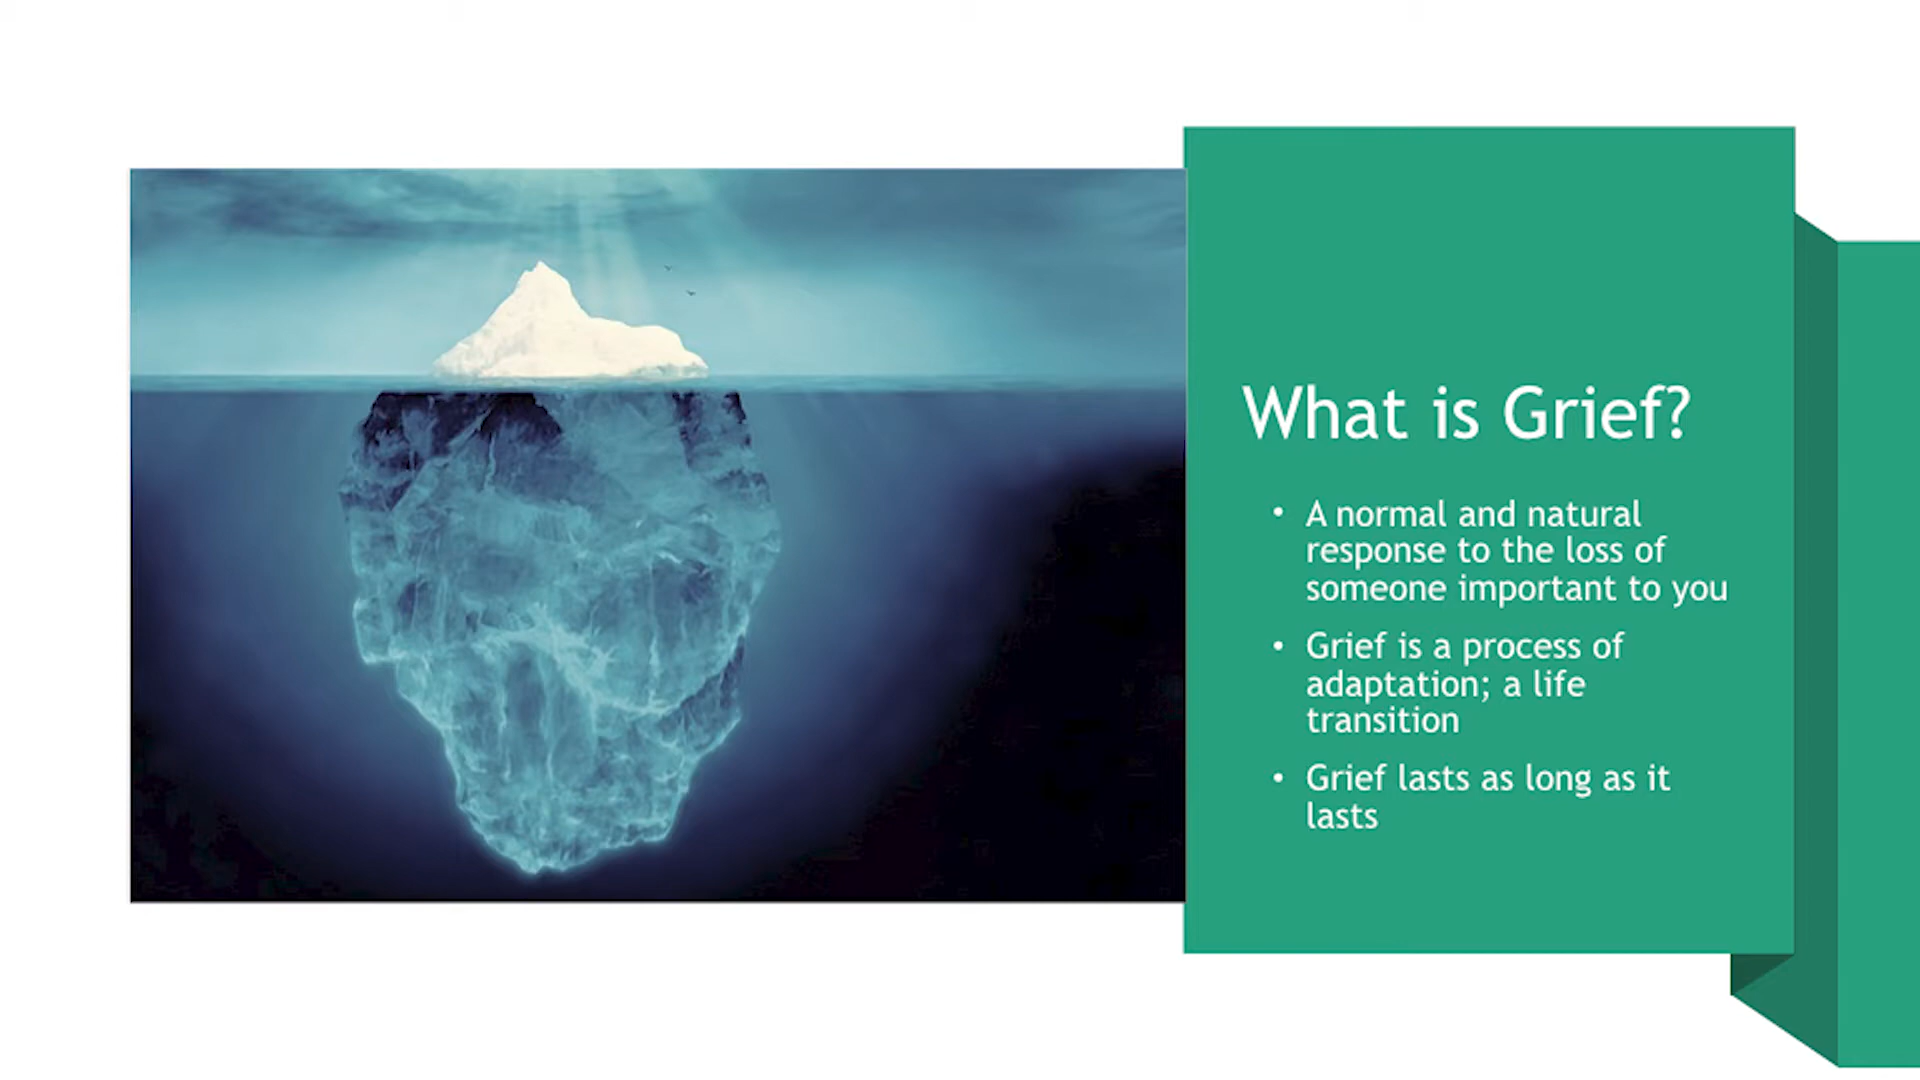 What is Grief?
• A normal and natural
response to the loss of
someone important to you
• Grief is a process of
adaptation; a life
transition
• Grief lasts as long as it
lasts